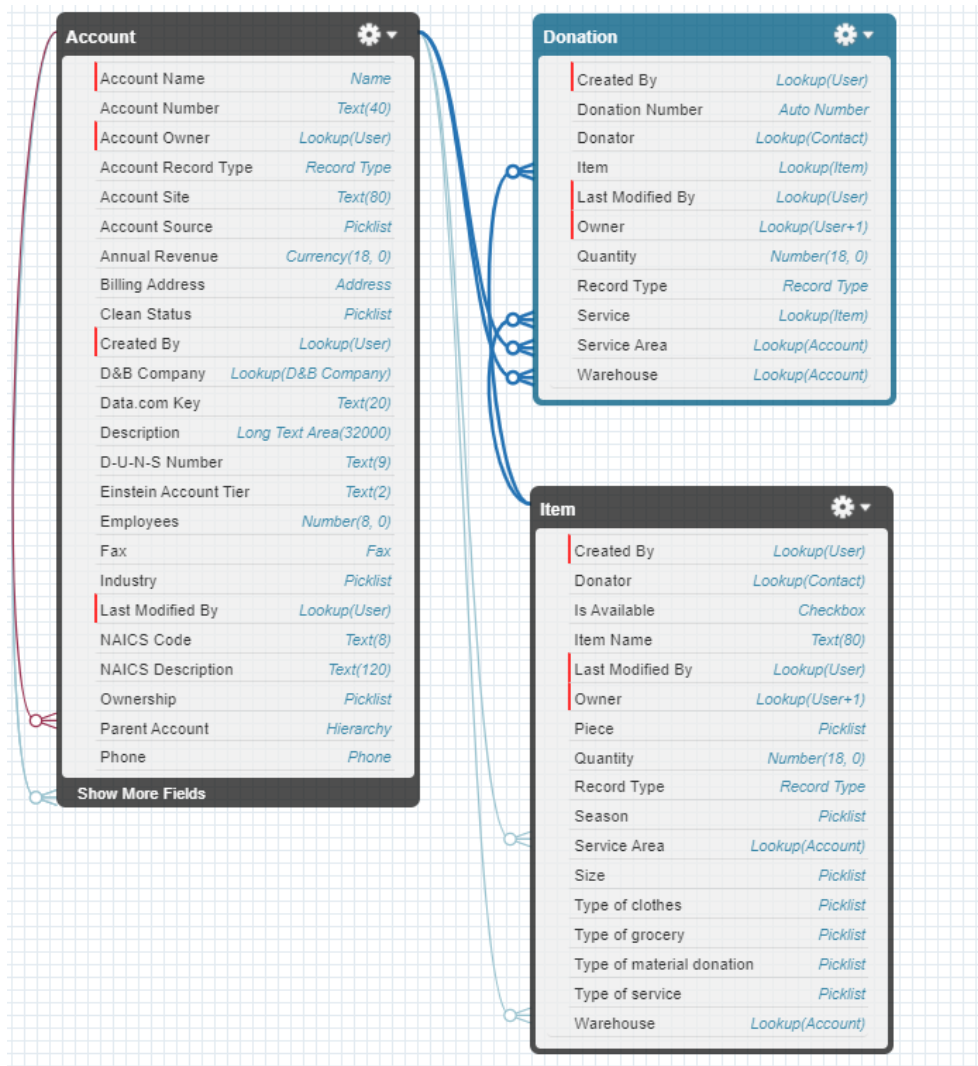 Account
Account Name Name
Account Number Text(40)
Account Owner Lookup(User)
Account Record Type Record Type
Account Site Text(80)
Account Source Picklist
Annual Revenue Currency(18, 0)
Billing Address Address
Clean Status Picklist
Created By Lookup(User)
D&B Company Lookup(D&B Company)
Data.com Key Text(20)
Description Long Text Area(32000)
D-U-N-S Number Text(9)
Einstein Account Tier Text(2)
Employees Number(8, 0)
Fax Fax
Industry Picklist
Last Modified By Lookup(User)
NAICS Code Text(8)
NAICS Description Text(120)
Ownership Picklist
Parent Account Hierarchy
Phone Phone
Show More Fields
Donation
Created By Lookup(User)
Donation Number Auto Number
Donator Lookup(Contact)
Item Lookup(Item)
Last Modified By Lookup(User)
Owner Lookup(User+1)
Quantity Number(18, 0)
Record Type Record Type
Service Lookup(Item)
Service Area Lookup(Account)
Warehouse Lookup(Account)
Item
Created By Lookup(User)
Donator Lookup(Contact)
Is Available Checkbox
Item Name Text(80)
Last Modified By Lookup(User)
Owner Lookup(User+1)
Piece Picklist
Quantity Number(18, 0)
Record Type Record Type
Season Picklist
Service Area Lookup(Account)
Size Picklist
Type of clothes Picklist
Type of grocery Picklist
Type of material donation Picklist
Type of service Picklist
Warehouse Lookup(Account)